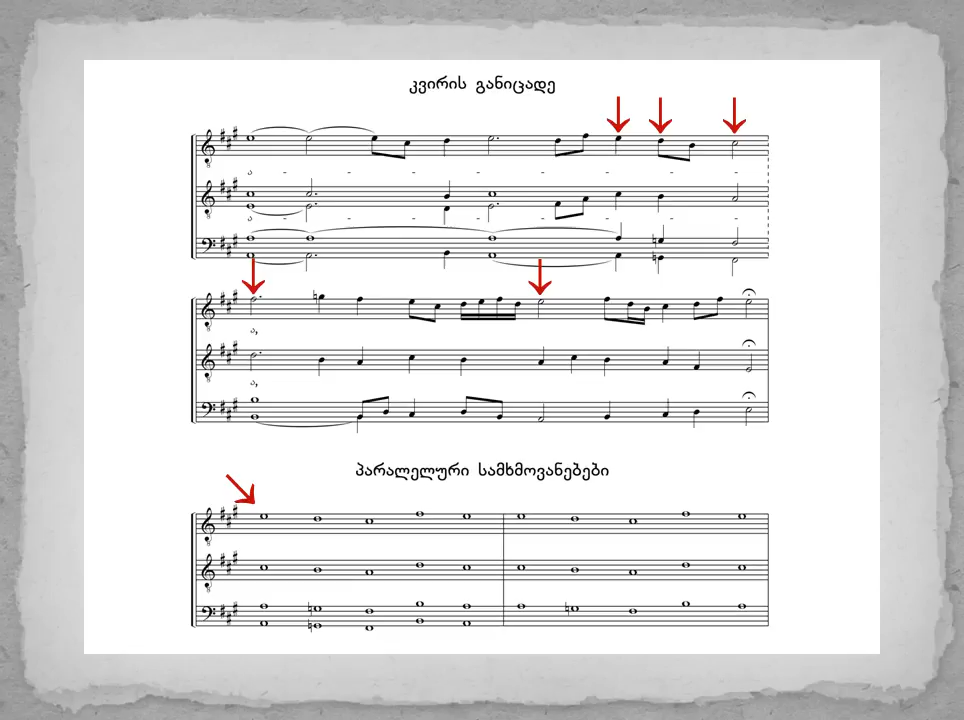 კვირის განიცადე
ა - - - - - - - -
ა - - - - - - - -
ა,
ა,
პარალელური სამხმოვანებები